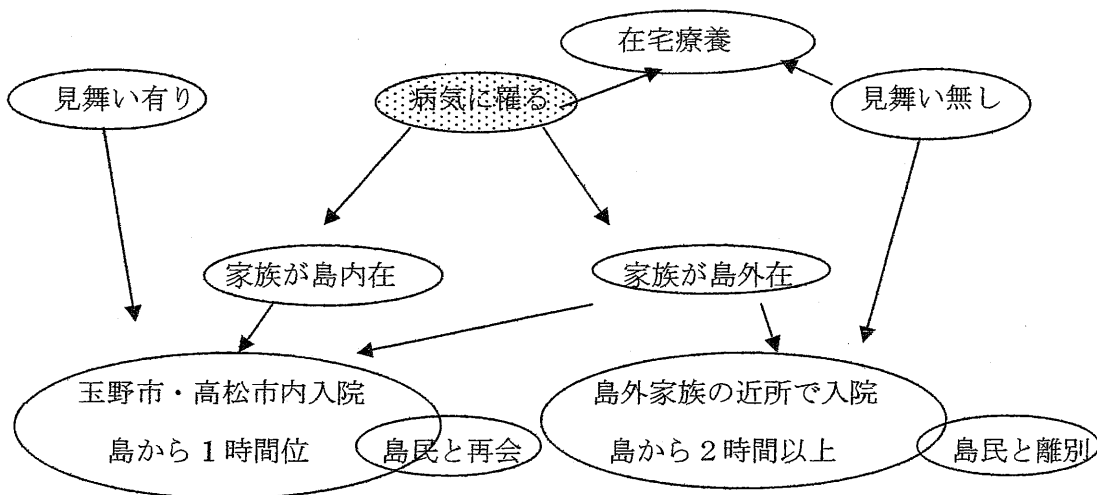 在宅療養
見舞い有り
病気に罹る
見舞い無し
家族が島内在
家族が島外在
玉野市・高松市内入院
島から1時間位
島民と再会
島外家族の近所で入院
島から2時間以上
島民と離別